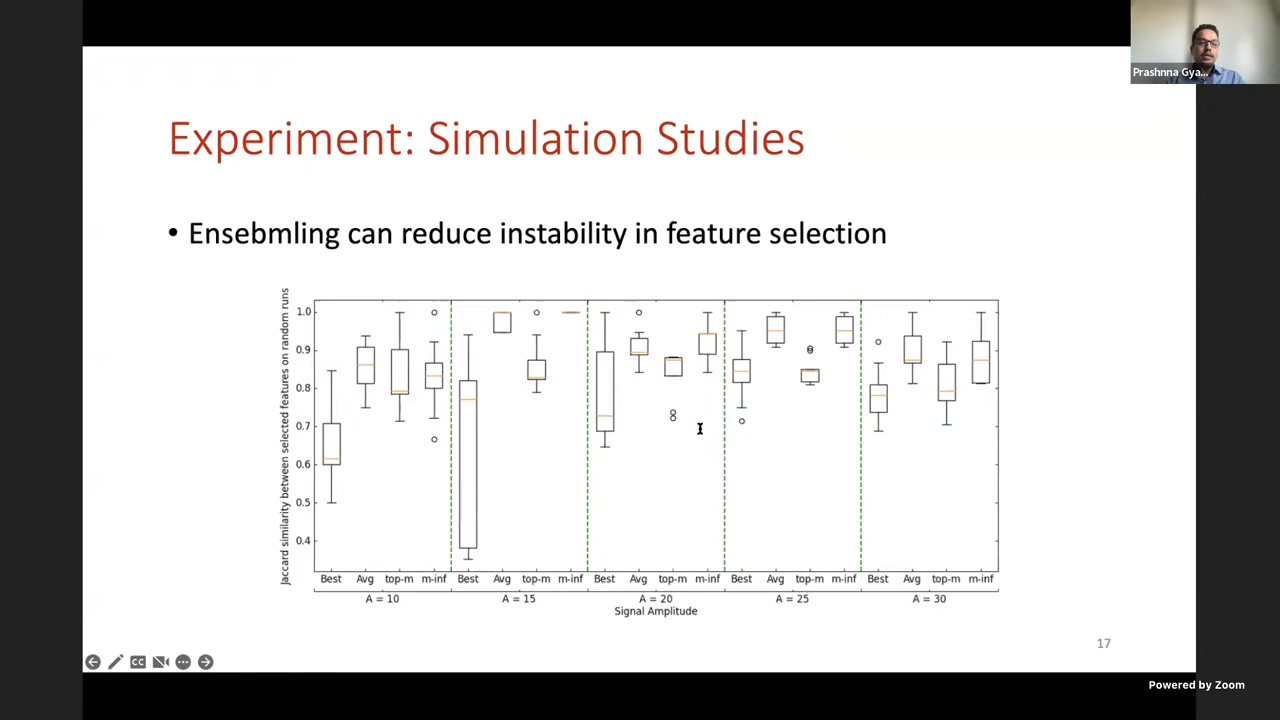 Prashnna Gya...
Experiment: Simulation Studies
• Ensebmling can reduce instability in feature selection
Jaccard similarity between selected features on random runs
1.0
0.9
0.8
0.7
0.6
0.5
0.4
Best Avg top-m m-inf Best Avg top-m m-inf Best Avg top-m m-inf Best Avg top-m m-inf Best Avg top-m m-inf
A = 10 A = 15 A = 20 A = 25 A = 30
Signal Amplitude
17
CC
Powered by Zoom